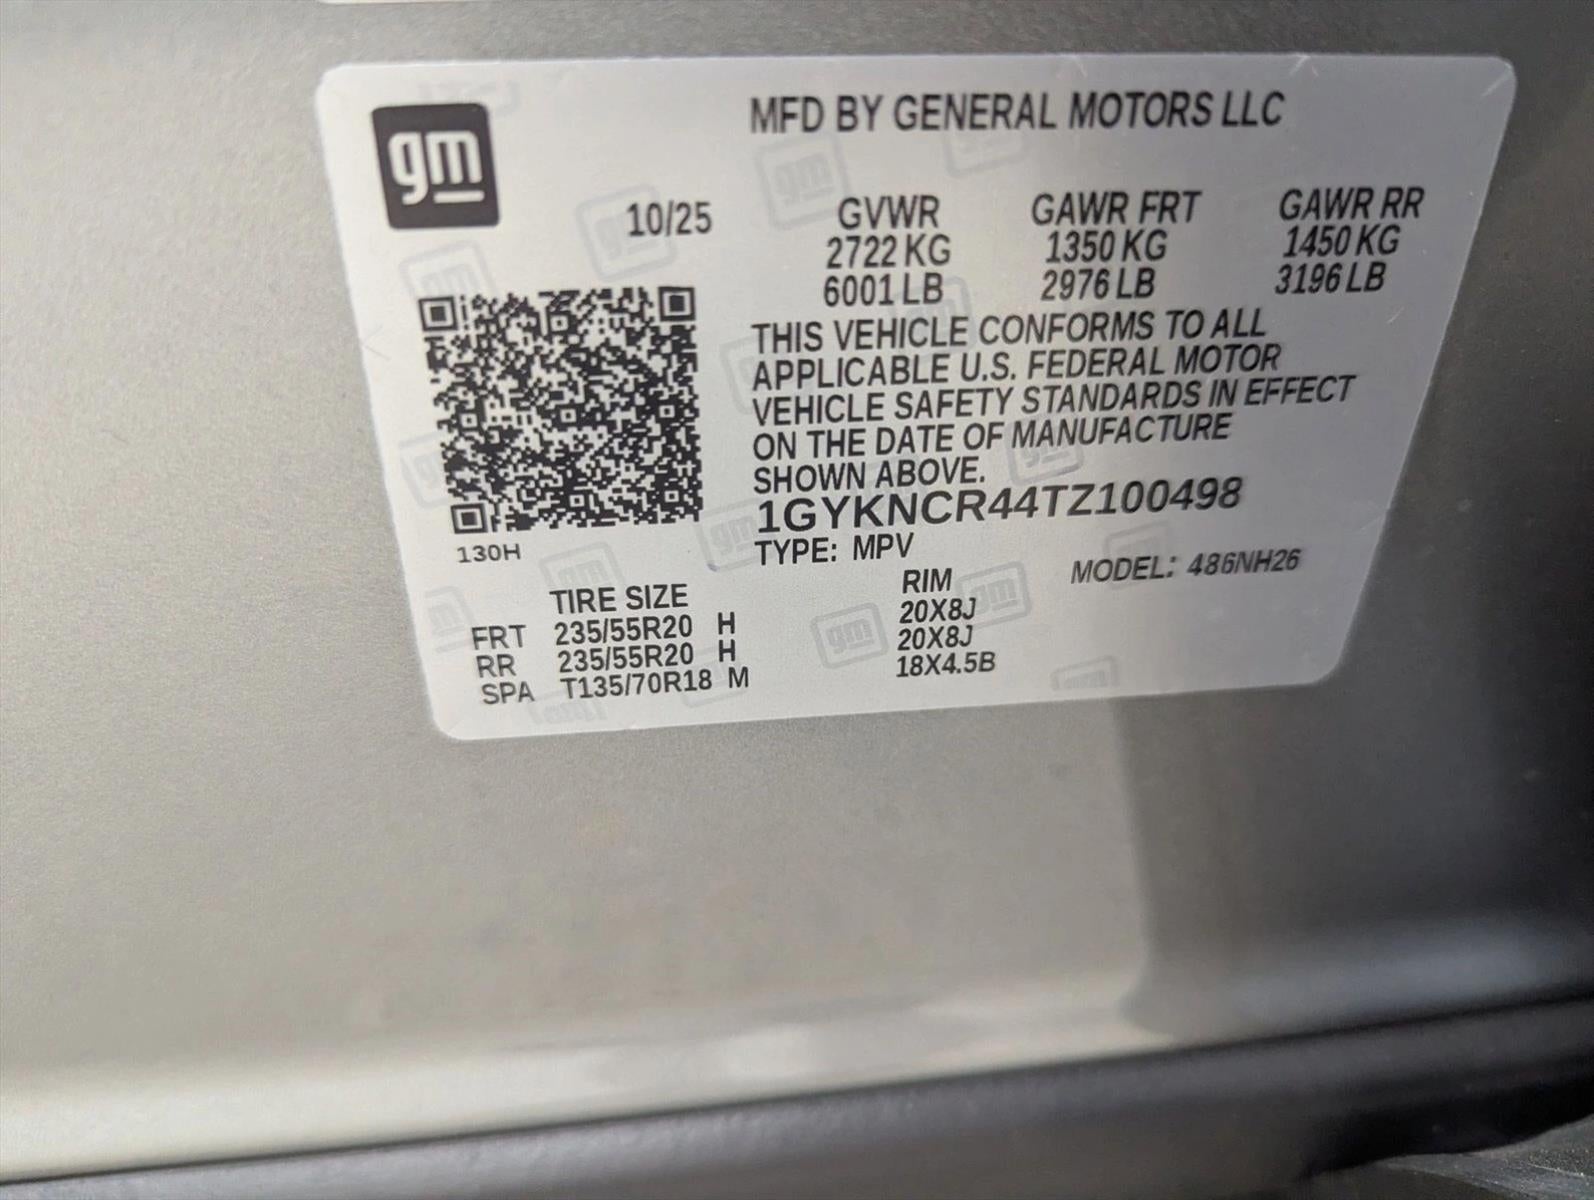 gm
MFD BY GENERAL MOTORS LLC
10/25
GVWR GAWR FRT GAWR RR
2722 KG 1350 KG 1450 KG
6001 LB 2976 LB 3196 LB
THIS VEHICLE CONFORMS TO ALL
APPLICABLE U.S. FEDERAL MOTOR
VEHICLE SAFETY STANDARDS IN EFFECT
ON THE DATE OF MANUFACTURE
SHOWN ABOVE.
1GYKNCR44TZ100498
130H
TYPE: MPV MODEL: 486NH26
TIRE SIZE RIM
FRT 235/55R20 H 20X8J
RR 235/55R20 H 20X8J
SPA T135/70R18 M 18X4.5B